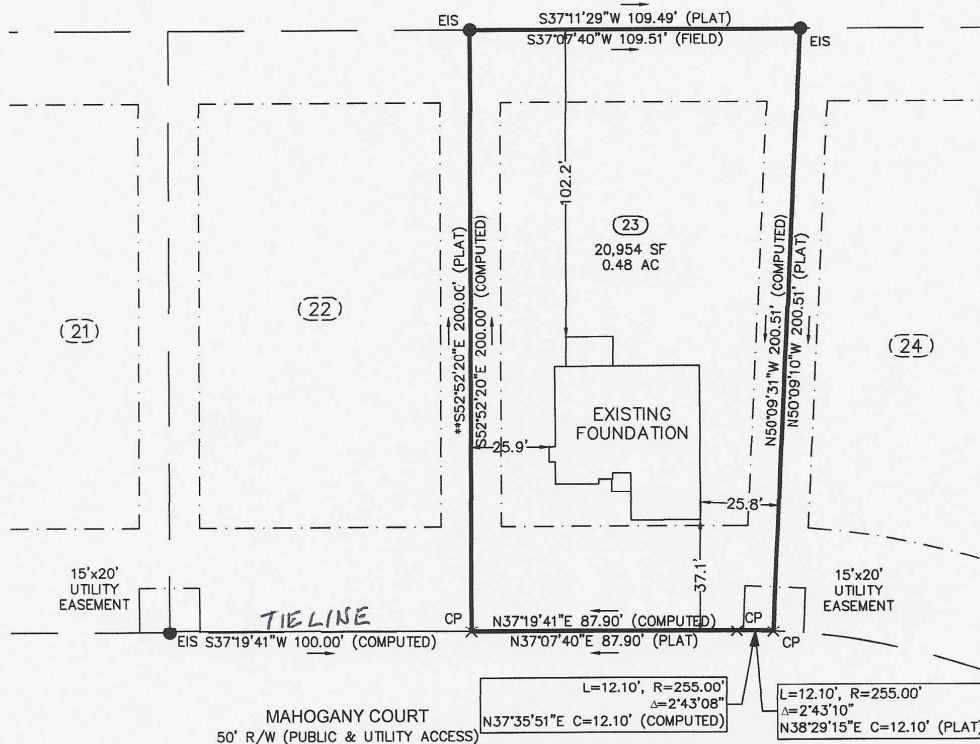 S37°11'29"W 109.49' (PLAT)
EIS
S37°07'40"W 109.51' (FIELD)
EIS
102.2'
23
20,954 SF
0.48 AC
**S52°52'20"E 200.00' (PLAT)
S52°52'20"E 200.00' (COMPUTED)
N50°09'31"W 200.51' (COMPUTED)
N50°09'10"W 200.51' (PLAT)
21
22
24
EXISTING
FOUNDATION
25.9'
25.8'
37.1'
15'x20'
UTILITY
EASEMENT
15'x20'
UTILITY
EASEMENT
TIELINE
CP
N37°19'41"E 87.90' (COMPUTED)
CP
EIS S37°19'41"W 100.00' (COMPUTED)
N37°07'40"E 87.90' (PLAT)
CP
L=12.10', R=255.00'
Δ=2°43'08"
N37°35'51"E C=12.10' (COMPUTED)
L=12.10', R=255.00'
Δ=2°43'10"
N38°29'15"E C=12.10' (PLAT)
MAHOGANY COURT
50' R/W (PUBLIC & UTILITY ACCESS)